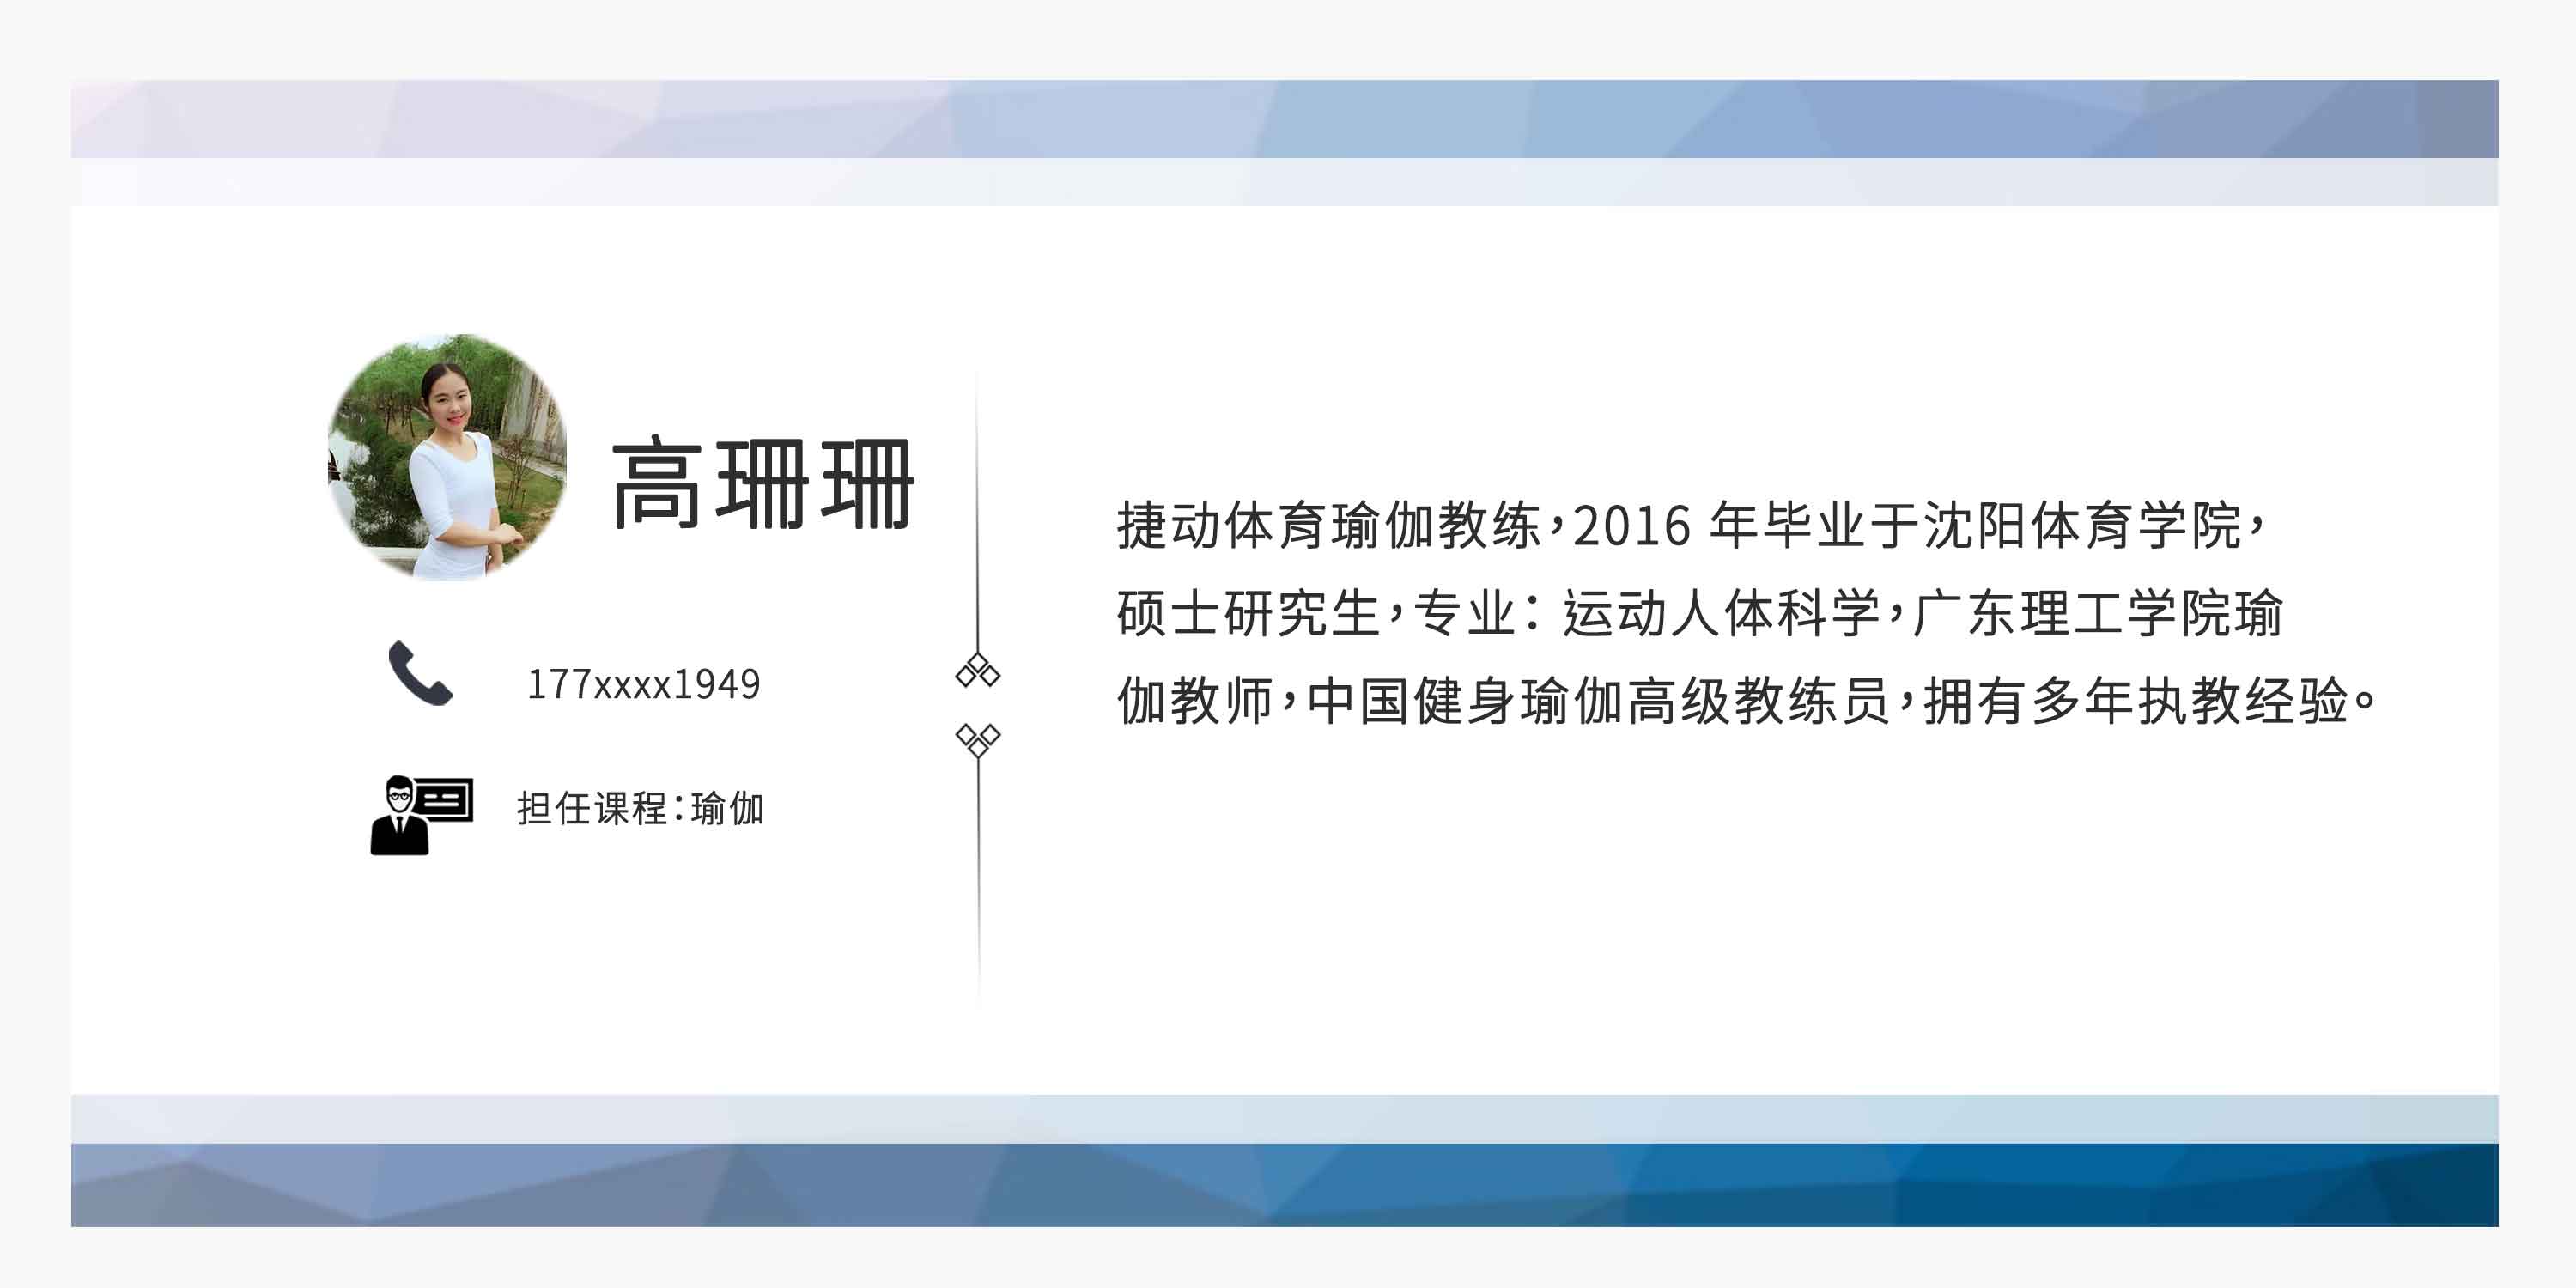 高珊珊
177xxxx1949
担任课程：瑜伽
捷动体育瑜伽教练，2016 年毕业于沈阳体育学院，
硕士研究生，专业： 运动人体科学，广东理工学院瑜
伽教师，中国健身瑜伽高级教练员，拥有多年执教经验。